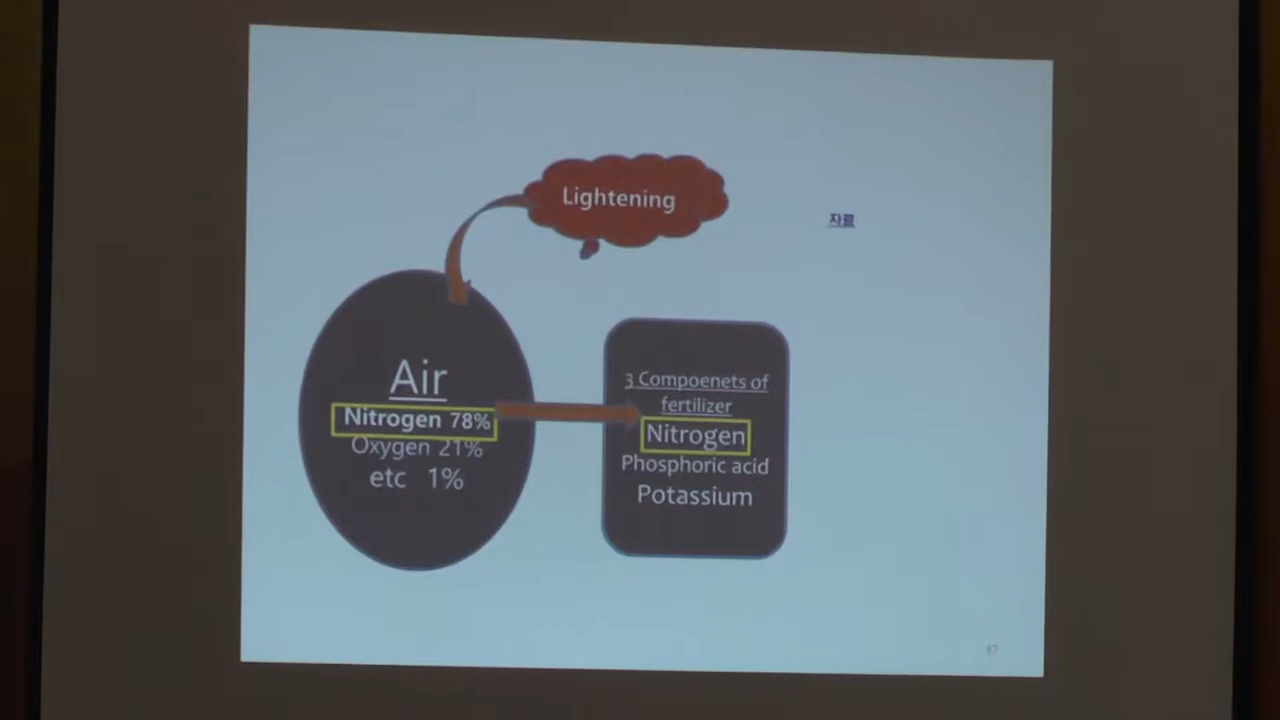 Lightening
자료
Air
Nitrogen 78%
Oxygen 21%
etc 1%
3 Compoenets of
fertilizer
Nitrogen
Phosphoric acid
Potassium